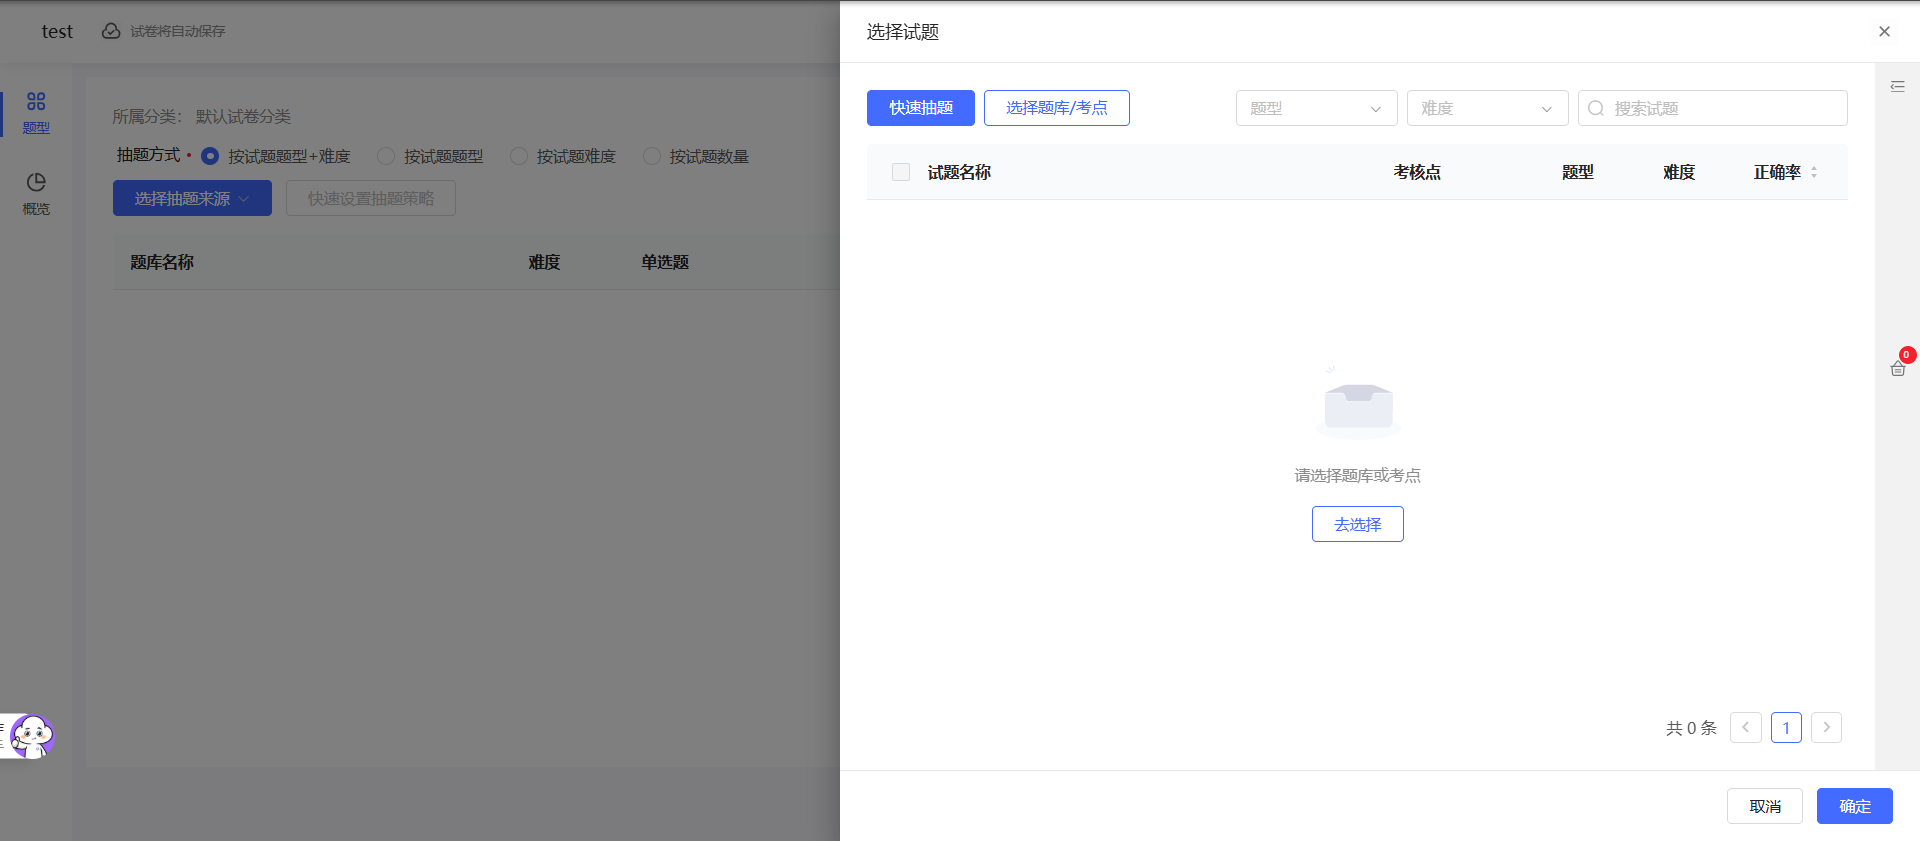 test
试卷将自动保存
题型
概览
所属分类： 默认试卷分类
抽题方式 按试题题型+难度 按试题题型 按试题难度 按试题数量
选择抽题来源 快速设置抽题策略
题库名称 难度 单选题
选择试题
快速抽题 选择题库/考点 题型 难度 搜索试题
试题名称 考核点 题型 难度 正确率
0
请选择题库或考点
去选择
共 0 条 1
取消 确定